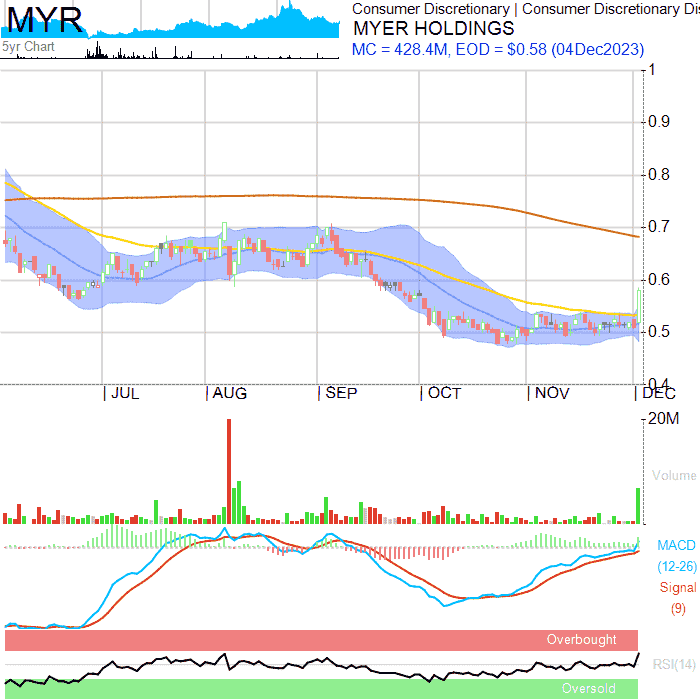 MYR
5yr Chart
Consumer Discretionary | Consumer Discretionary Dis
MYER HOLDINGS
MC = 428.4M, EOD = $0.58 (04Dec2023)
1
0.9
0.8
0.7
0.6
0.5
0.4
JUL AUG SEP OCT NOV DEC
20M
Volume
MACD
(12-26)
Signal
(9)
Overbought
RSI(14)
Oversold